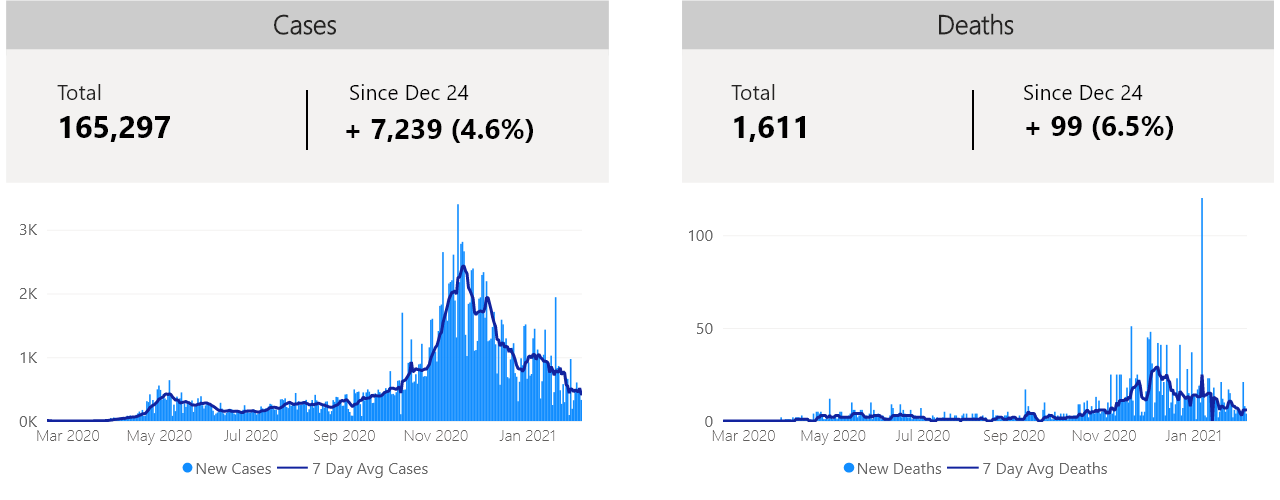 Cases
Total
165,297
Since Dec 24
+ 7,239 (4.6%)
3K
2K
1K
0K
Mar 2020 May 2020 Jul 2020 Sep 2020 Nov 2020 Jan 2021
New Cases 7 Day Avg Cases
Deaths
Total
1,611
Since Dec 24
+ 99 (6.5%)
100
50
0
Mar 2020 May 2020 Jul 2020 Sep 2020 Nov 2020 Jan 2021
New Deaths 7 Day Avg Deaths